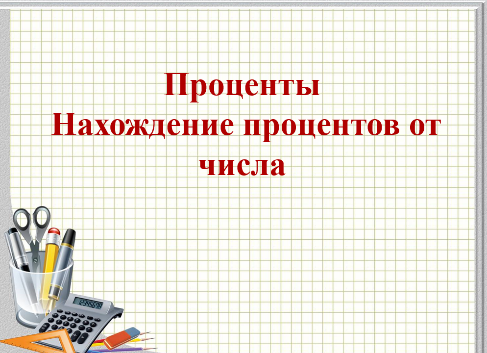 Проценты
Нахождение процентов от
числа